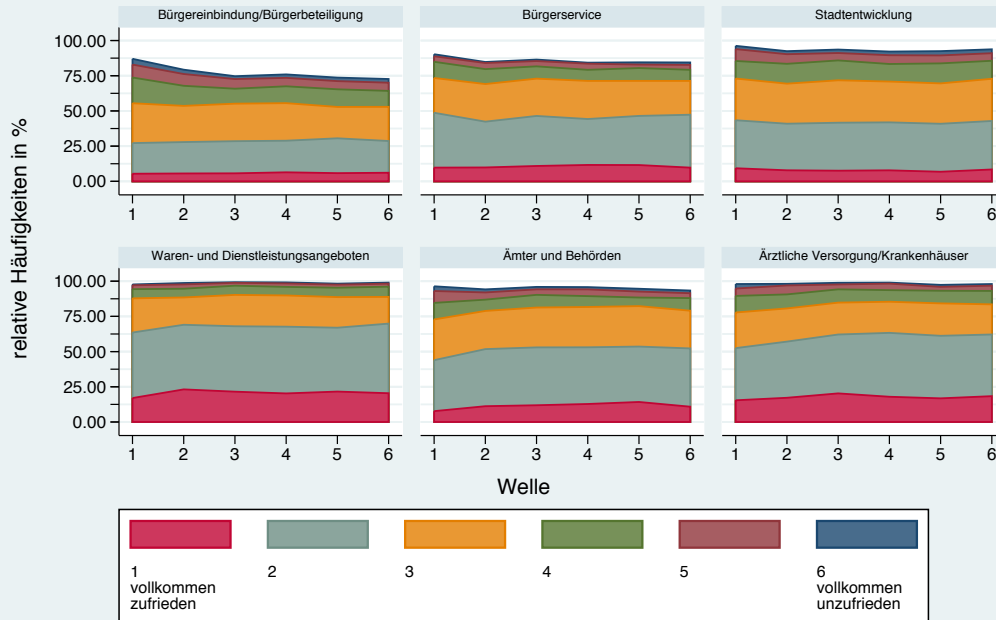 Bürgereinbindung/Bürgerbeteiligung
Bürgerservice
Stadtentwicklung
100.00
75.00
50.00
25.00
0.00
1 2 3 4 5 6
1 2 3 4 5 6
1 2 3 4 5 6
relative Häufigkeiten in %
Waren- und Dienstleistungsangeboten
Ämter und Behörden
Ärztliche Versorgung/Krankenhäuser
100.00
75.00
50.00
25.00
0.00
1 2 3 4 5 6
1 2 3 4 5 6
1 2 3 4 5 6
Welle
1
vollkommen
zufrieden
2
3
4
5
6
vollkommen
unzufrieden